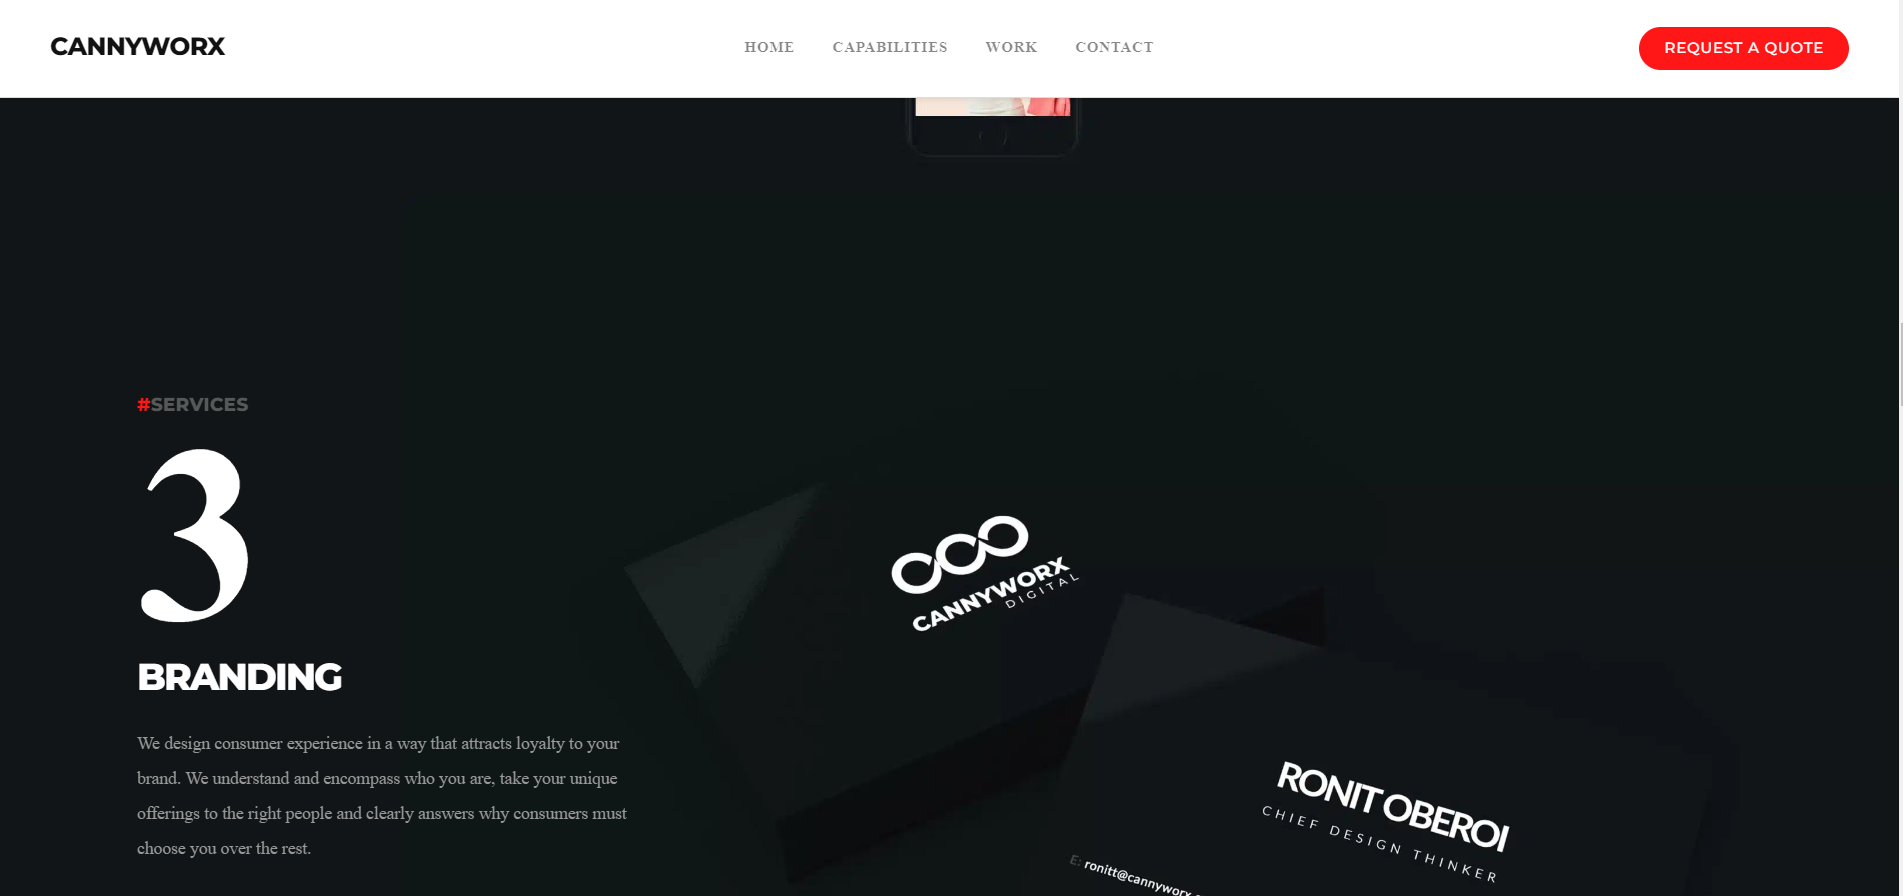 CANNYWORX
HOME CAPABILITIES WORK CONTACT
REQUEST A QUOTE
#SERVICES
3
BRANDING
We design consumer experience in a way that attracts loyalty to your
brand. We understand and encompass who you are, take your unique
offerings to the right people and clearly answers why consumers must
choose you over the rest.
CANNYWORX
DIGITAL
RONIT OBEROI
CHIEF DESIGN THINKER
E: ronitt@cannyworx